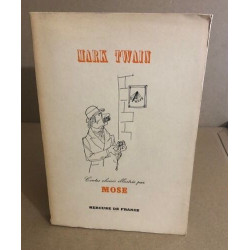 MARK TWAIN
Contes choisis illustrés par
MOSE
MERCURE DE FRANCE